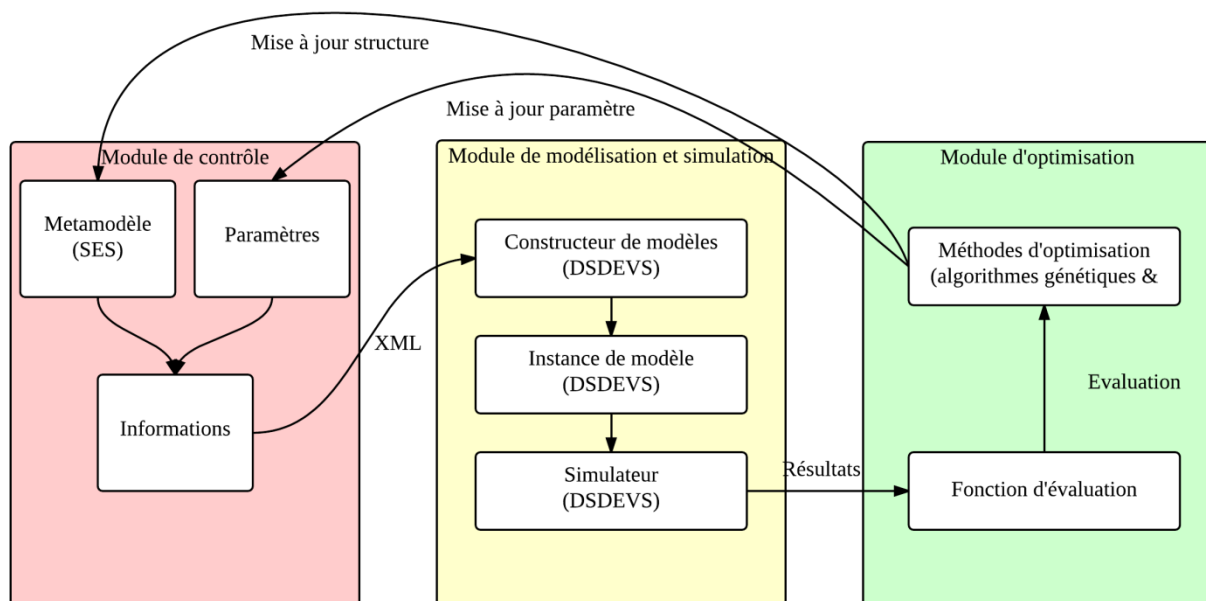 Mise à jour structure
Mise à jour paramètre
Module de contrôle
Metamodèle
(SES)
Paramètres
Informations
XML
Module de modélisation et simulation
Constructeur de modèles
(DSDEVS)
Instance de modèle
(DSDEVS)
Simulateur
(DSDEVS)
Résultats
Module d'optimisation
Méthodes d'optimisation
(algorithmes génétiques &
Evaluation
Fonction d'évaluation